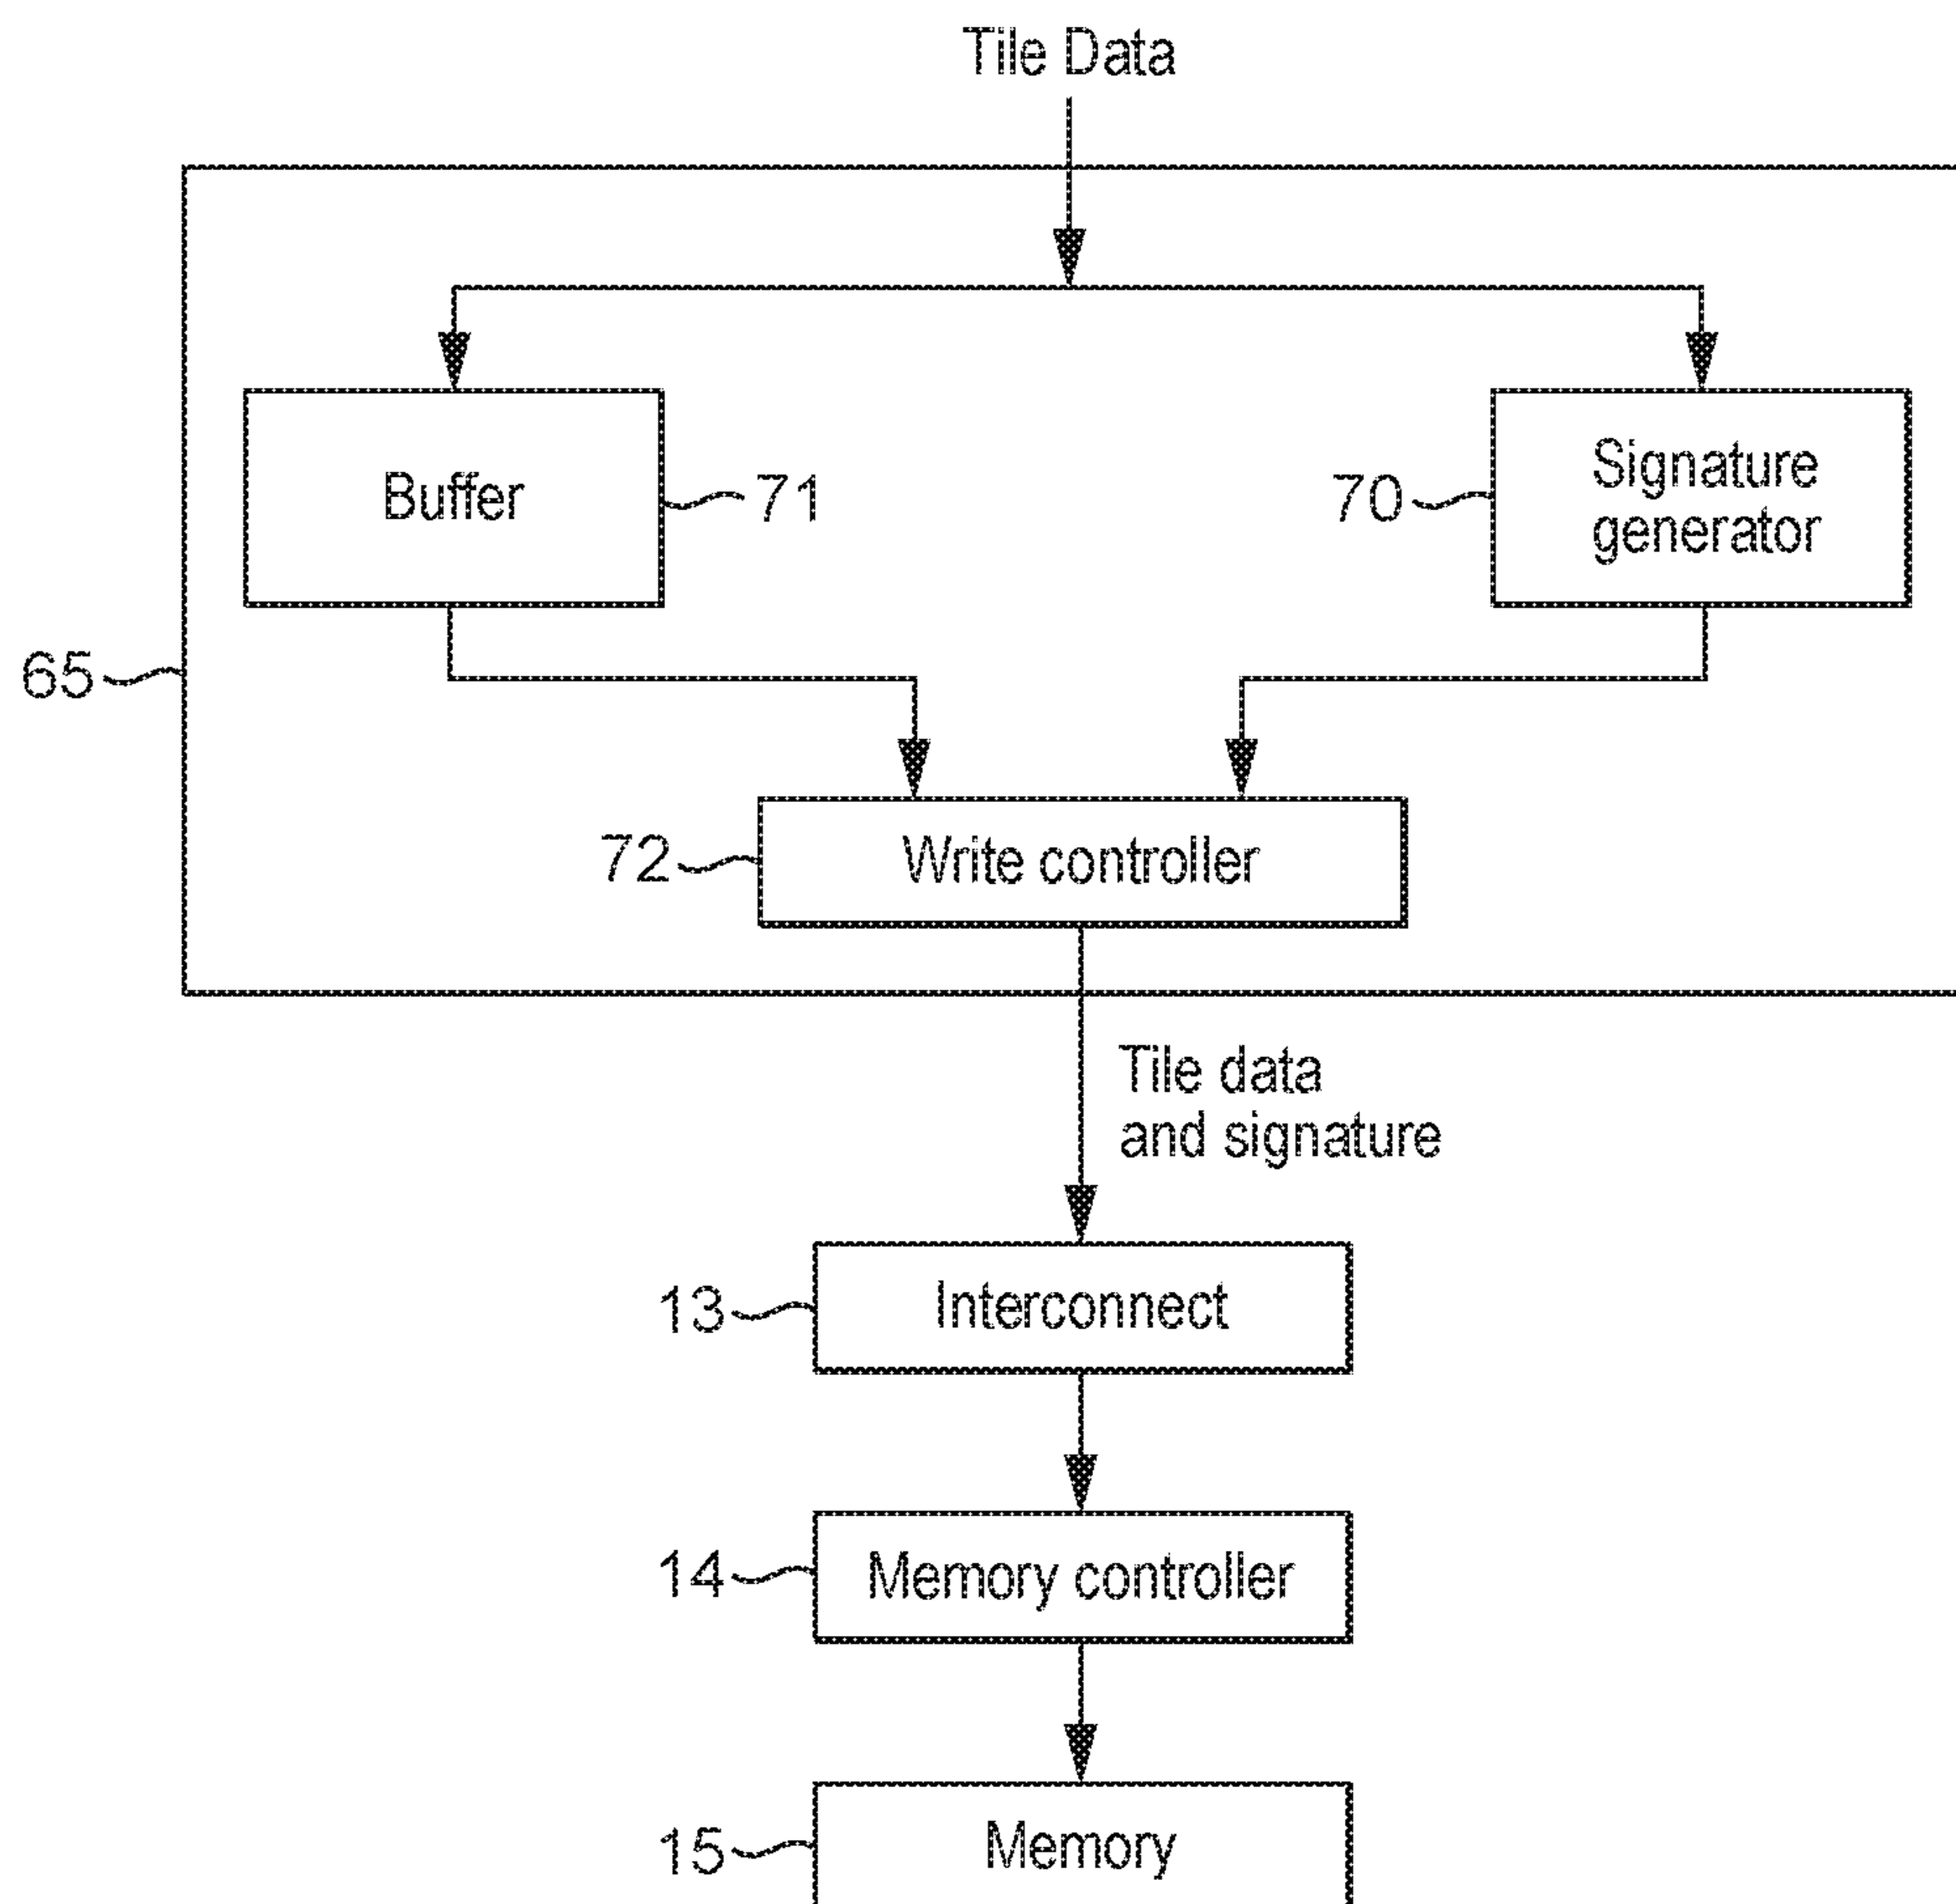 Tile Data
Buffer
71
70
Signature
generator
65
72
Write controller
Tile data
and signature
13
Interconnect
14
Memory controller
15
Memory